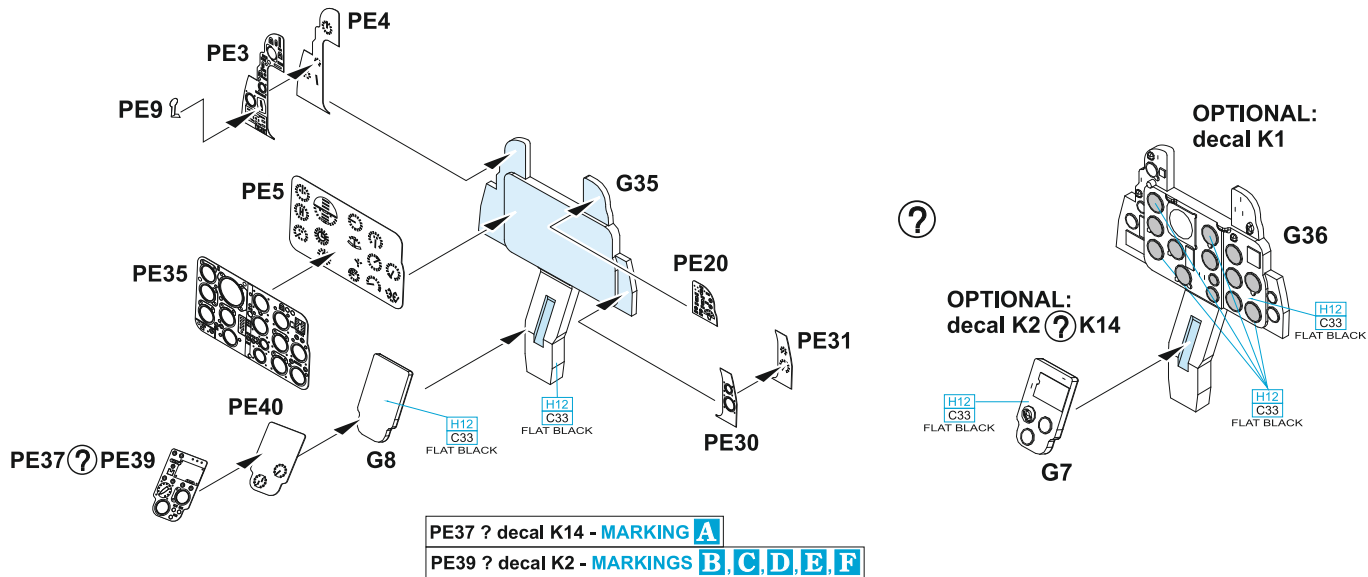 PE4
PE3
PE9
OPTIONAL:
decal K1
G35
PE5
?
G36
PE35
PE20
OPTIONAL:
decal K2 ? K14
H12
C33
FLAT BLACK
PE31
PE40
H12
C33
FLAT BLACK
H12
C33
FLAT BLACK
H12
C33
FLAT BLACK
H12
C33
FLAT BLACK
PE30
PE37 ? PE39
G8
G7
PE37 ? decal K14 - MARKING A
PE39 ? decal K2 - MARKINGS B, C, D, E, F